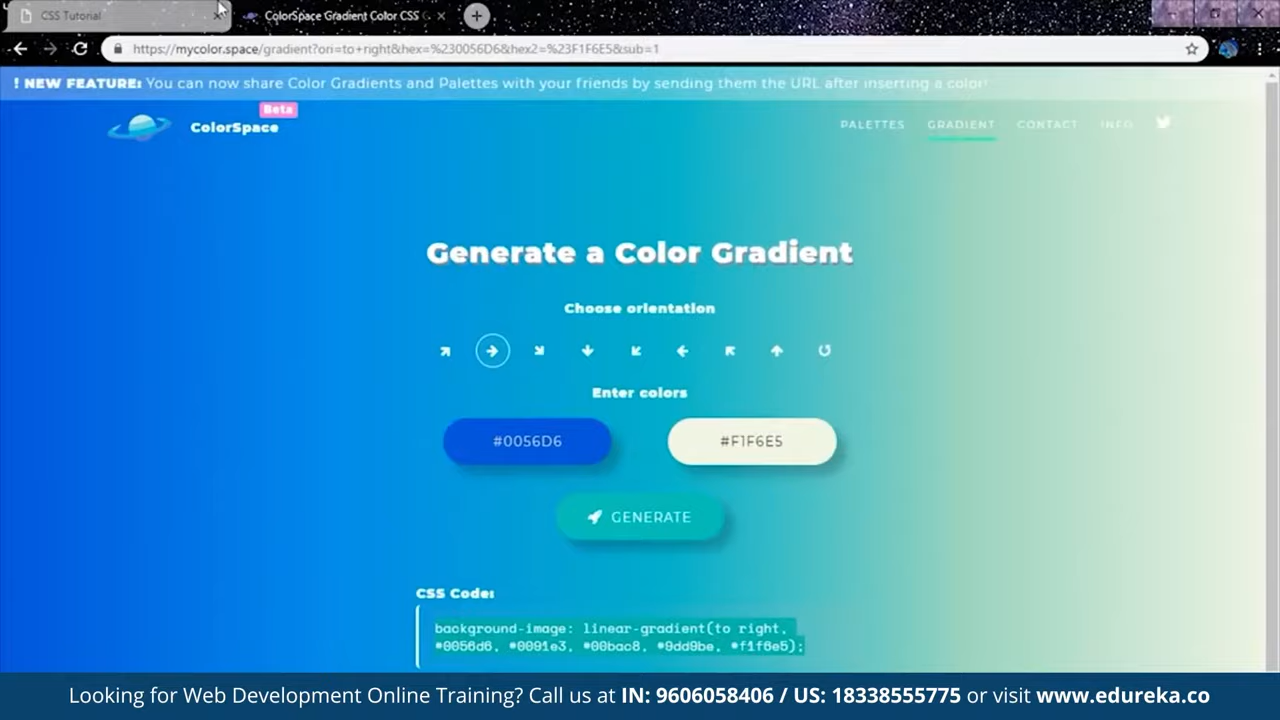 CSS Tutorial
ColorSpace Gradient Color CSS
https://mycolor.space/gradient?ori=to+right&hex=%230056D6&hex2=%23F1F6E5&sub=1
! NEW FEATURE: You can now share Color Gradients and Palettes with your friends by sending them the URL after inserting a color!
Beta
ColorSpace
PALETTES GRADIENT CONTACT INFO
Generate a Color Gradient
Choose orientation
Enter colors
#0056D6 #F1F6E5
GENERATE
CSS Code:
background-image: linear-gradient(to right,
#0056d6, #0091e3, #00bac8, #9dd9be, #f1f6e5);
Looking for Web Development Online Training? Call us at IN: 9606058406 / US: 18338555775 or visit www.edureka.co